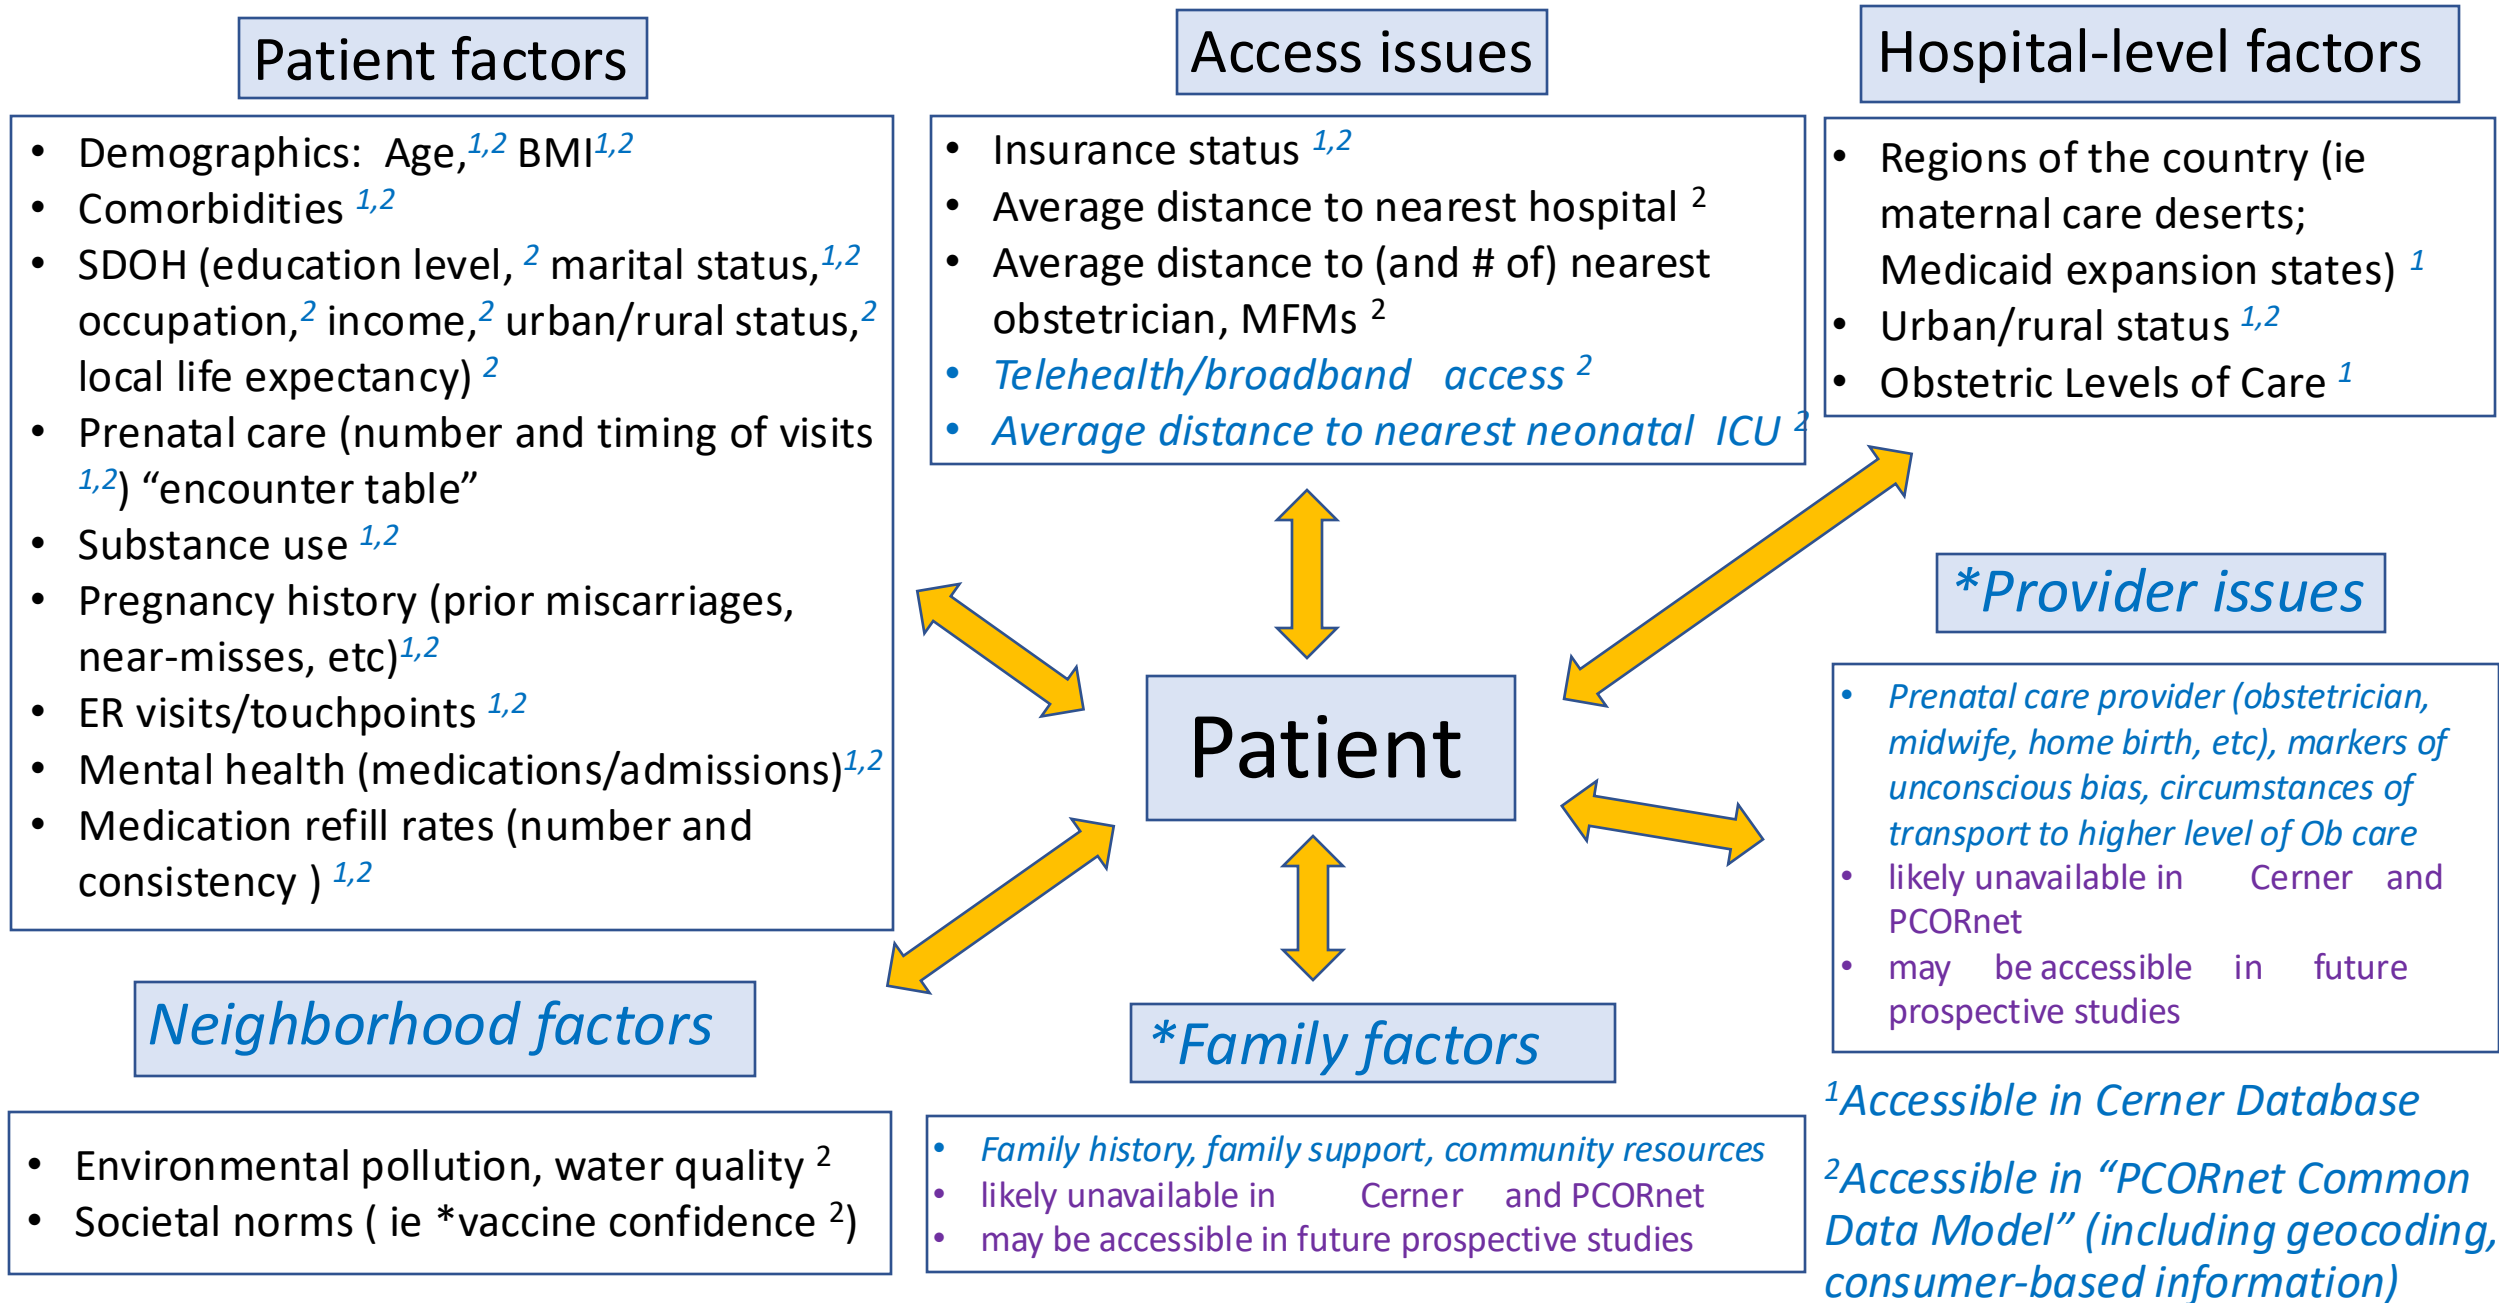 Patient factors
• Demographics:  Age,1,2 BMI1,2
• Comorbidities 1,2
• SDOH (education level, 2 marital status,1,2
occupation,2 income,2 urban/rural status,2
local life expectancy) 2
• Prenatal care (number and timing of visits
1,2) “encounter table”
• Substance use 1,2
• Pregnancy history (prior miscarriages,
near-misses, etc)1,2
• ER visits/touchpoints 1,2
• Mental health (medications/admissions)1,2
• Medication refill rates (number and
consistency ) 1,2
Access issues
• Insurance status 1,2
• Average distance to nearest hospital 2
• Average distance to (and # of) nearest
obstetrician, MFMs 2
• Telehealth/broadband access 2
• Average distance to nearest neonatal ICU 2
Hospital-level factors
• Regions of the country (ie
maternal care deserts;
Medicaid expansion states) 1
• Urban/rural status 1,2
• Obstetric Levels of Care 1
Patient
*Provider issues
• Prenatal care provider (obstetrician,
midwife, home birth, etc), markers of
unconscious bias, circumstances of
transport to higher level of Ob care
• likely unavailable in Cerner and
PCORnet
• may be accessible in future
prospective studies
Neighborhood factors
• Environmental pollution, water quality 2
• Societal norms ( ie *vaccine confidence 2)
*Family factors
• Family history, family support, community resources
• likely unavailable in Cerner and PCORnet
• may be accessible in future prospective studies
1Accessible in Cerner Database
2Accessible in “PCORnet Common
Data Model” (including geocoding,
consumer-based information)